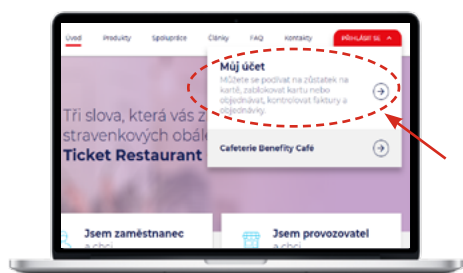 Úvod Produkty Spolupráce Články FAQ Kontakty PŘIHLÁSIT SE
Můj účet
Můžete se podívat na zůstatek na
kartě, zablokovat kartu nebo
objednávat, kontrolovat faktury a
objednávky.
Cafeterie Benefity Café
Tři slova, která vás z
stravenkových obále
Ticket Restaurant
Jsem zaměstnanec
a chci
Jsem provozovatel
a chci